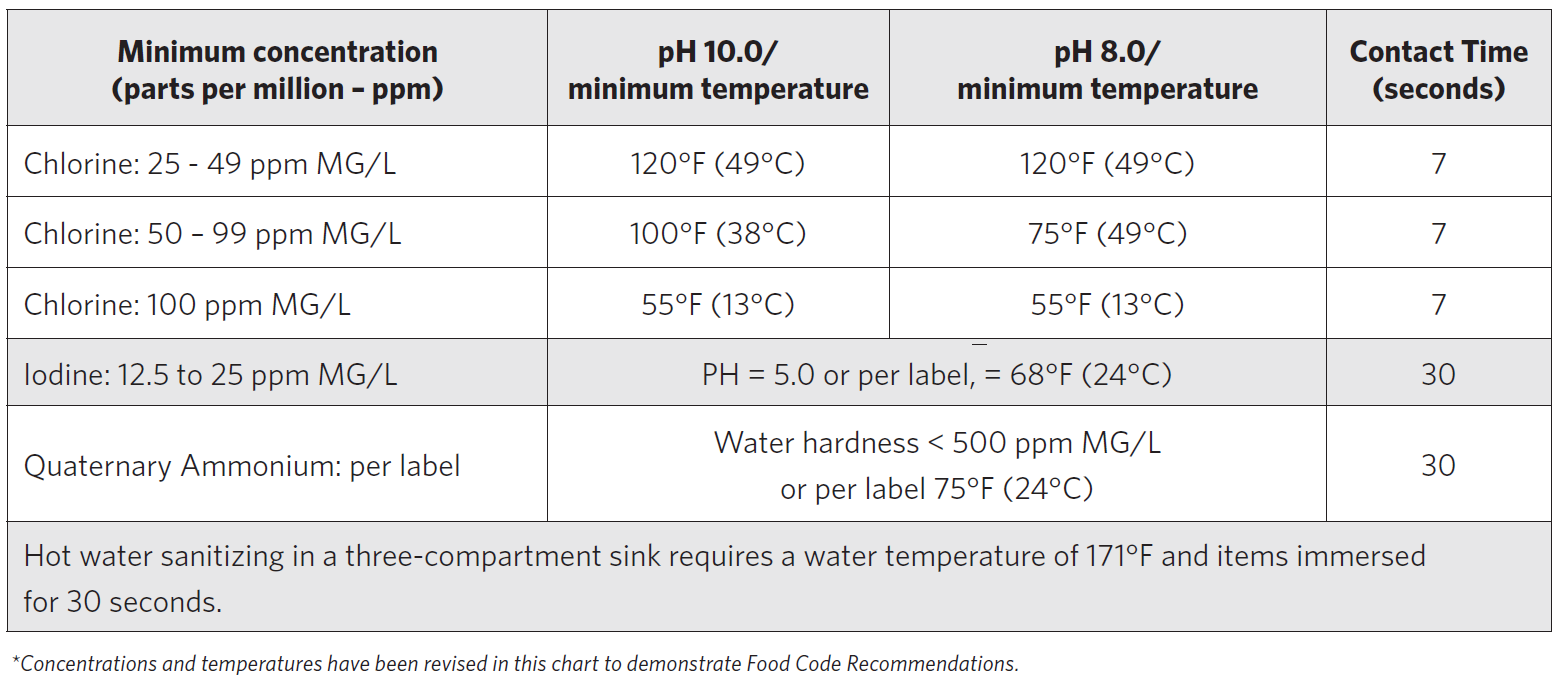 Minimum concentration
(parts per million – ppm)
pH 10.0/
minimum temperature
pH 8.0/
minimum temperature
Contact Time
(seconds)
Chlorine: 25 - 49 ppm MG/L
120°F (49°C)
120°F (49°C)
7
Chlorine: 50 – 99 ppm MG/L
100°F (38°C)
75°F (49°C)
7
Chlorine: 100 ppm MG/L
55°F (13°C)
55°F (13°C)
7
Iodine: 12.5 to 25 ppm MG/L
PH = 5.0 or per label, = 68°F (24°C)
30
Quaternary Ammonium: per label
Water hardness < 500 ppm MG/L
or per label 75°F (24°C)
30
Hot water sanitizing in a three-compartment sink requires a water temperature of 171°F and items immersed
for 30 seconds.
*Concentrations and temperatures have been revised in this chart to demonstrate Food Code Recommendations.